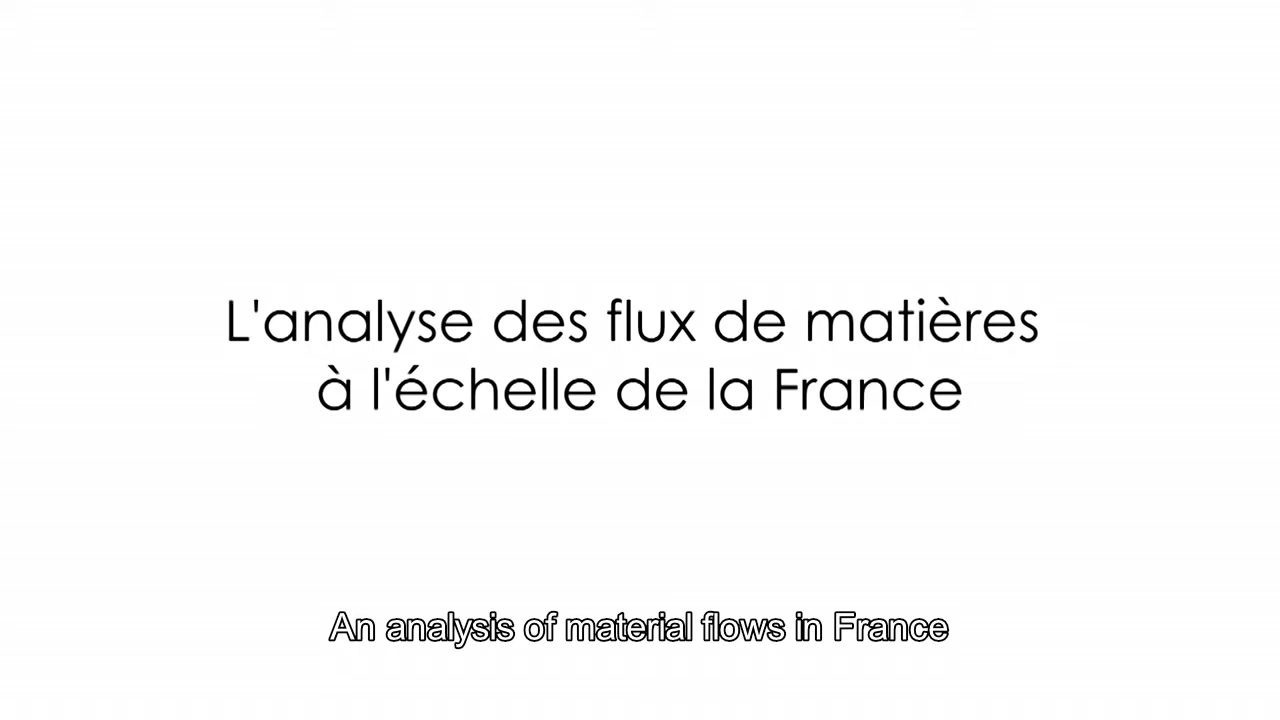 L'analyse des flux de matières
à l'échelle de la France
An analysis of material flows in France